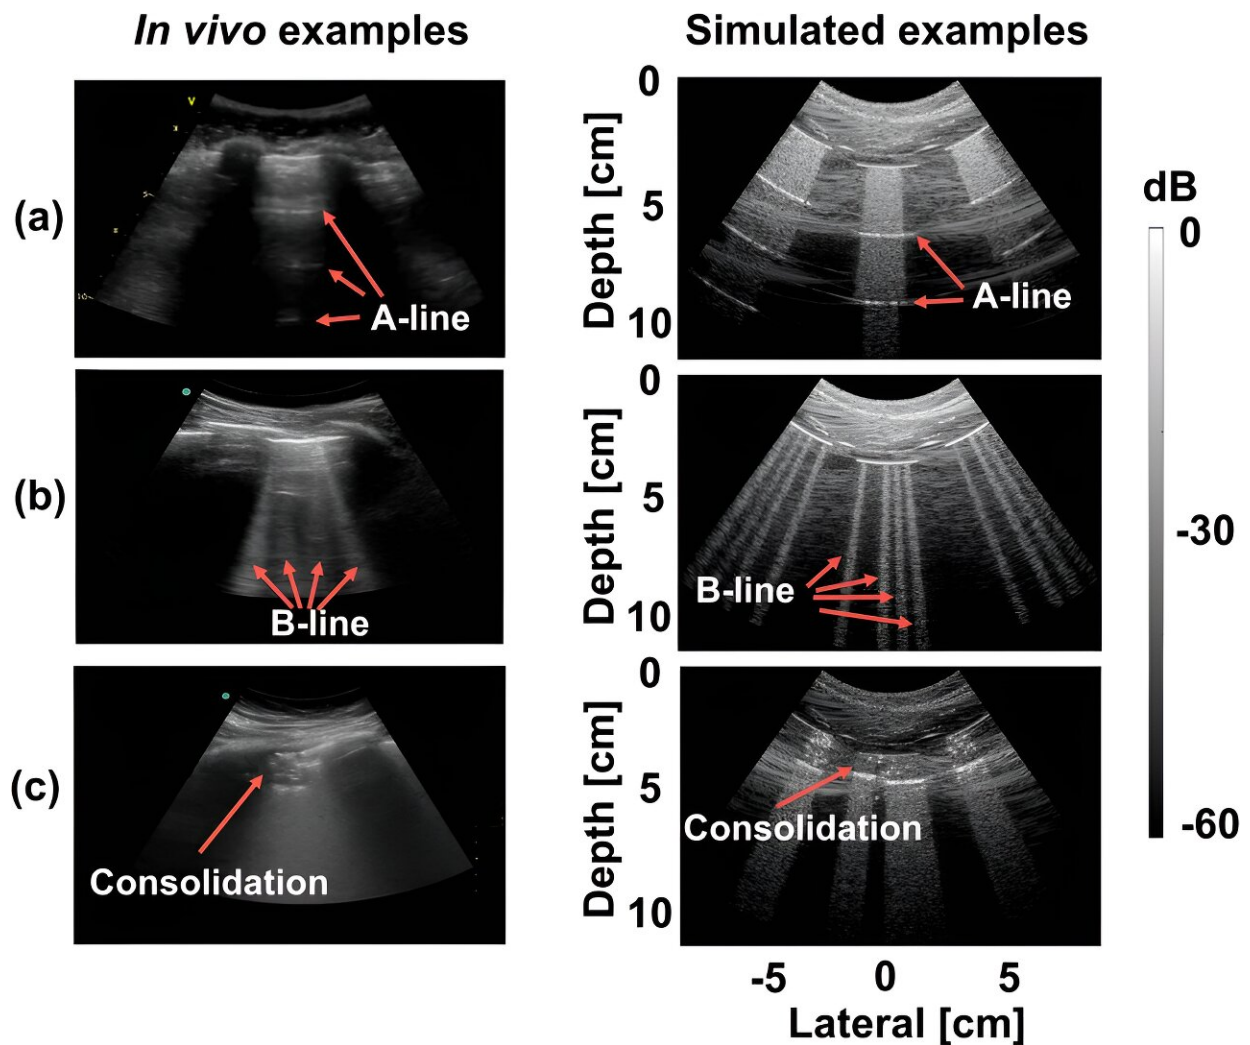 In vivo examples
Simulated examples
(a)
A-line
Depth [cm]
0
5
10
A-line
dB
0
-30
-60
(b)
B-line
Depth [cm]
0
5
10
B-line
(c)
Consolidation
Depth [cm]
0
5
10
Consolidation
-5 0 5
Lateral [cm]